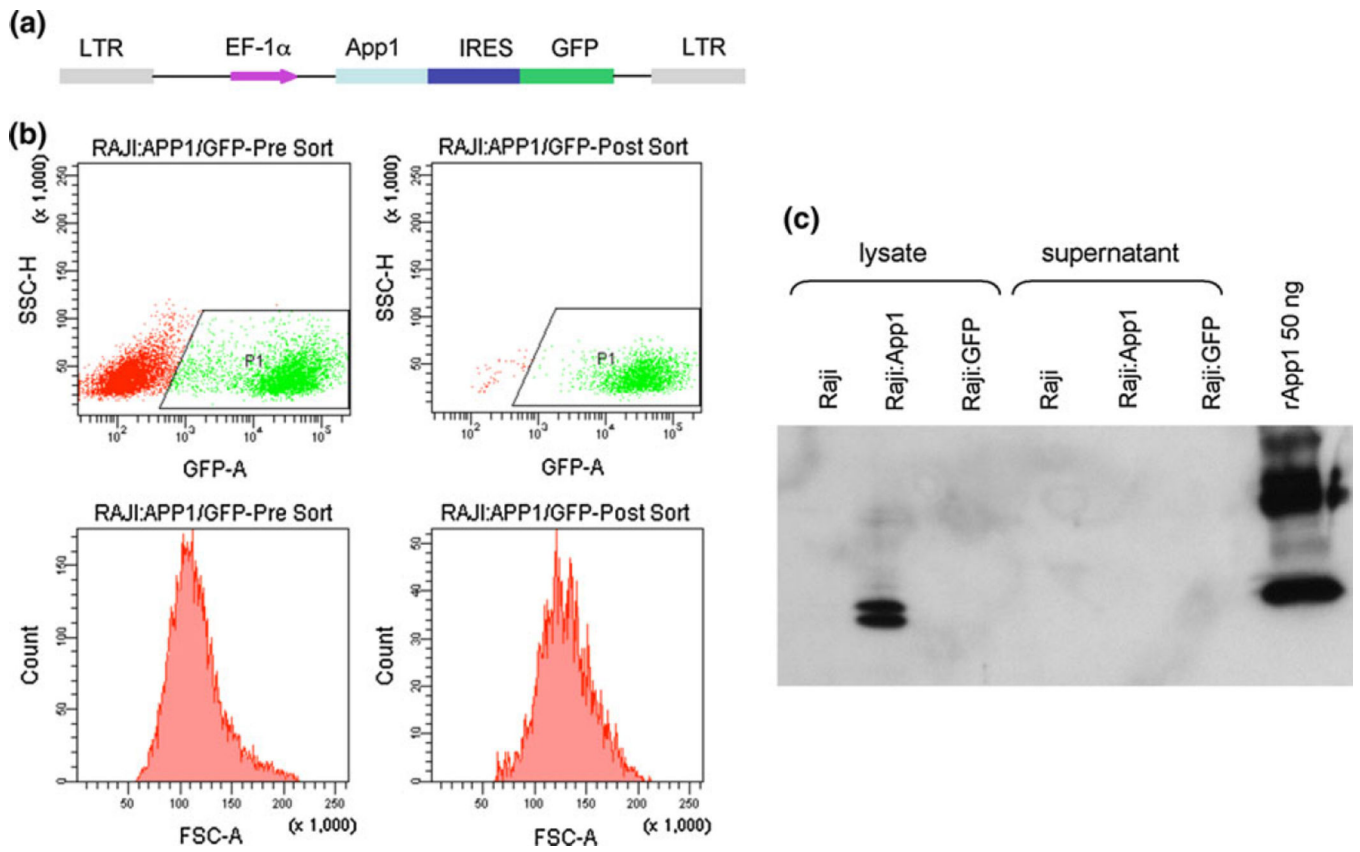 (a)
LTR EF-1α App1 IRES GFP LTR
(b)
RAJI:APP1/GFP-Pre Sort
(x 1,000)
250
200
150
100
50
SSC-H
P1
10² 10³ 10⁴ 10⁵
GFP-A
RAJI:APP1/GFP-Post Sort
(x 1,000)
250
200
150
100
50
SSC-H
P1
10² 10³ 10⁴ 10⁵
GFP-A
RAJI:APP1/GFP-Pre Sort
150
100
50
0
Count
50 100 150 200 250
(x 1,000)
FSC-A
RAJI:APP1/GFP-Post Sort
50
40
30
20
10
0
Count
50 100 150 200 250
(x 1,000)
FSC-A
(c)
lysate supernatant
Raji
Raji:App1
Raji:GFP
Raji
Raji:App1
Raji:GFP
rApp1 50 ng